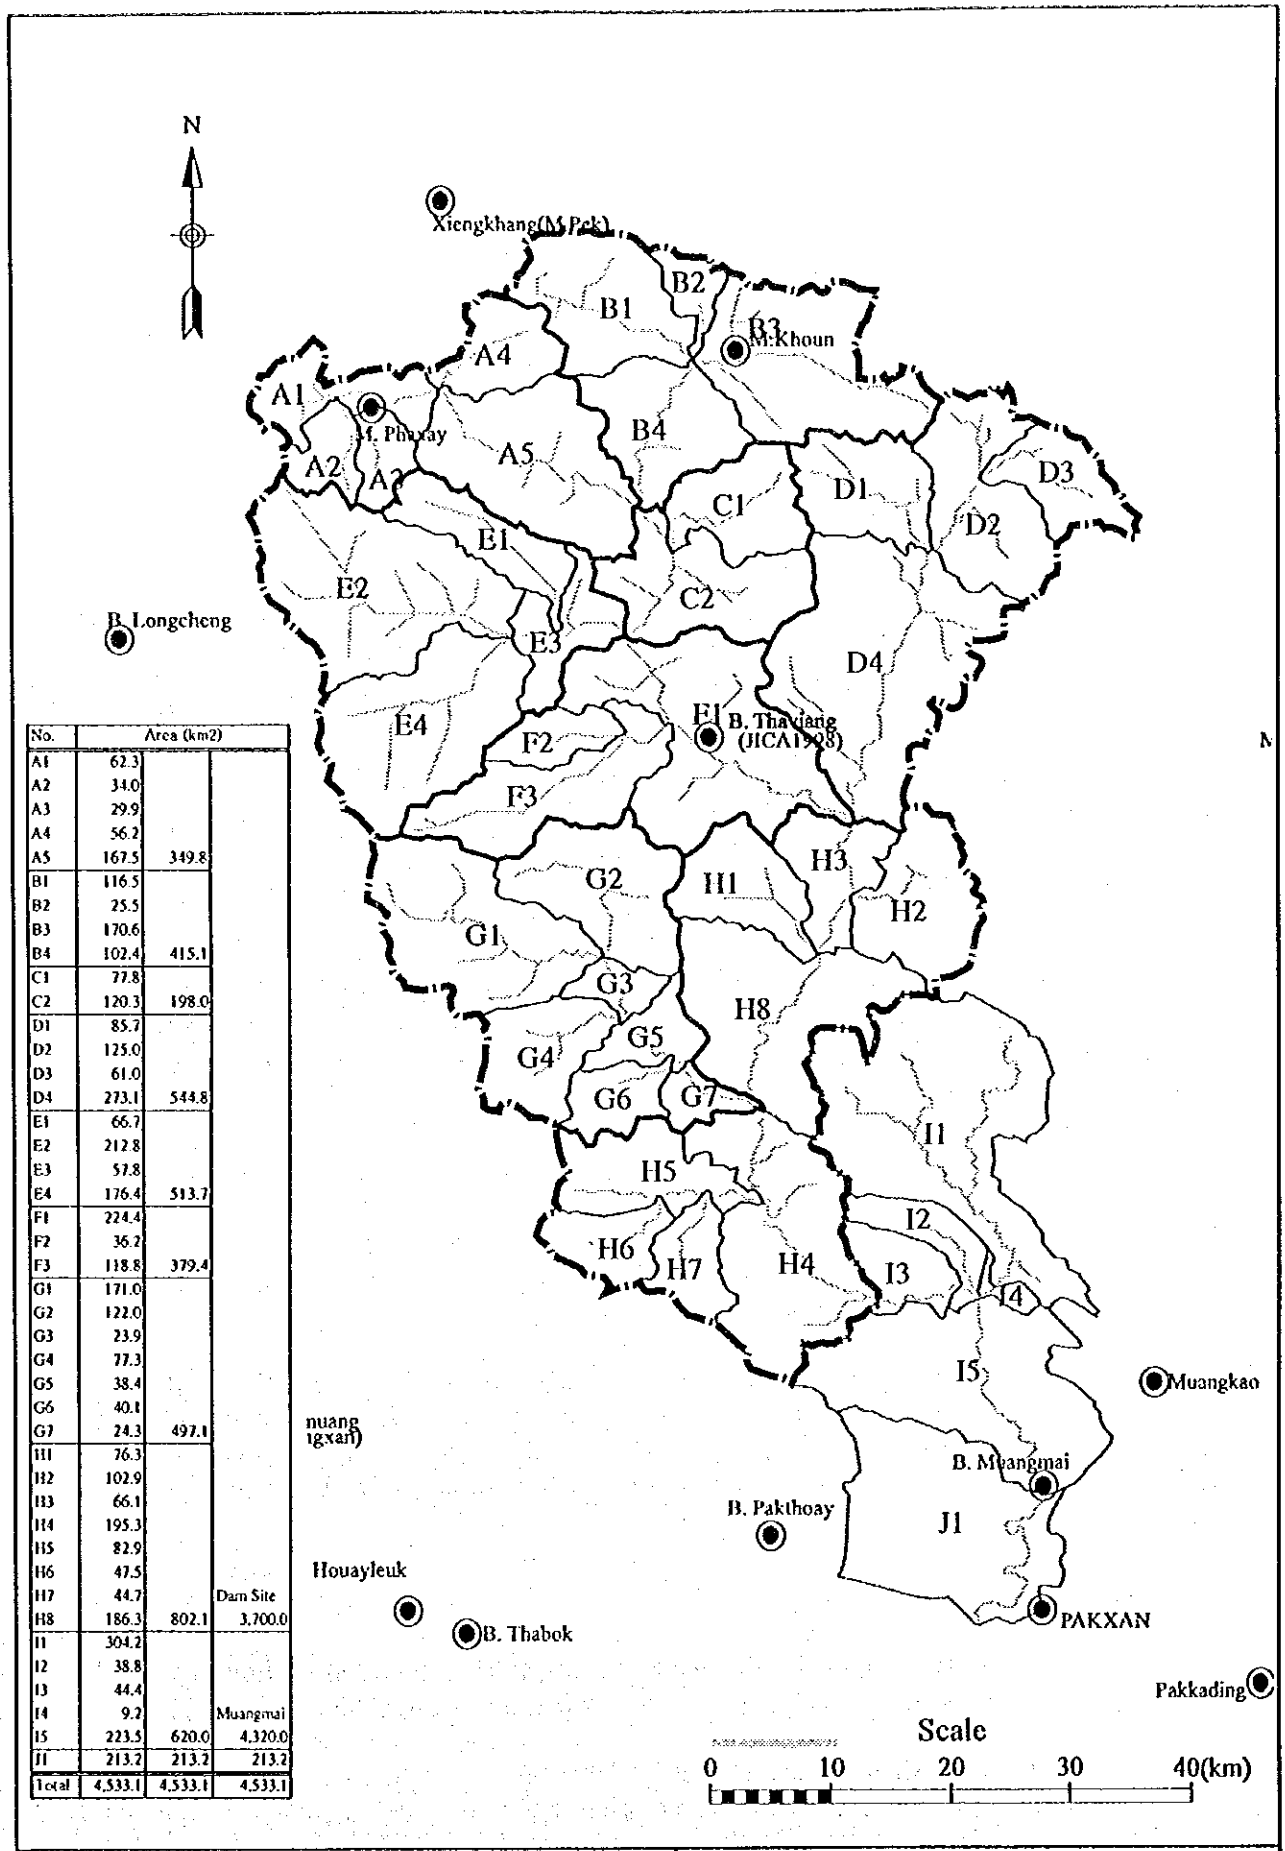 N
Xiengkhang(M.Pek)
B2
B1
B3
M.Khoun
A4
A1
M. Phaxay
B4
A5
A2
A3
D3
C1
D1
D2
E1
E2
C2
B. Longcheng
E3
D4
E4
F1
B. Thaviang
(JICA1998)
F2
F3
M
H3
G2
H1
H2
G1
G3
H8
G5
G4
G6
G7
I1
H5
I2
H6
H4
H7
I3
I4
I5
Muangkao
nuang
ngxan)
B. Muangmai
B. Pakthoay
J1
Houayleuk
B. Thabok
PAKXAN
Pakkading
Scale
0 10 20 30 40(km)
No. Area (km2)
A1 62.3
A2 34.0
A3 29.9
A4 56.2
A5 167.5 349.8
B1 116.5
B2 25.5
B3 170.6
B4 102.4 415.1
C1 77.8
C2 120.3 198.0
D1 85.7
D2 125.0
D3 61.0
D4 273.1 544.8
E1 66.7
E2 212.8
E3 57.8
E4 176.4 513.7
F1 224.4
F2 36.2
F3 118.8 379.4
G1 171.0
G2 122.0
G3 23.9
G4 77.3
G5 38.4
G6 40.1
G7 24.3 497.1
H1 76.3
H2 102.9
H3 66.1
H4 195.3
H5 82.9
H6 47.5
H7 44.7 Dam Site
H8 186.3 802.1 3,700.0
I1 304.2
I2 38.8
I3 44.4
I4 9.2 Muangmai
I5 223.5 620.0 4,320.0
J1 213.2 213.2 213.2
Total 4,533.1 4,533.1 4,533.1